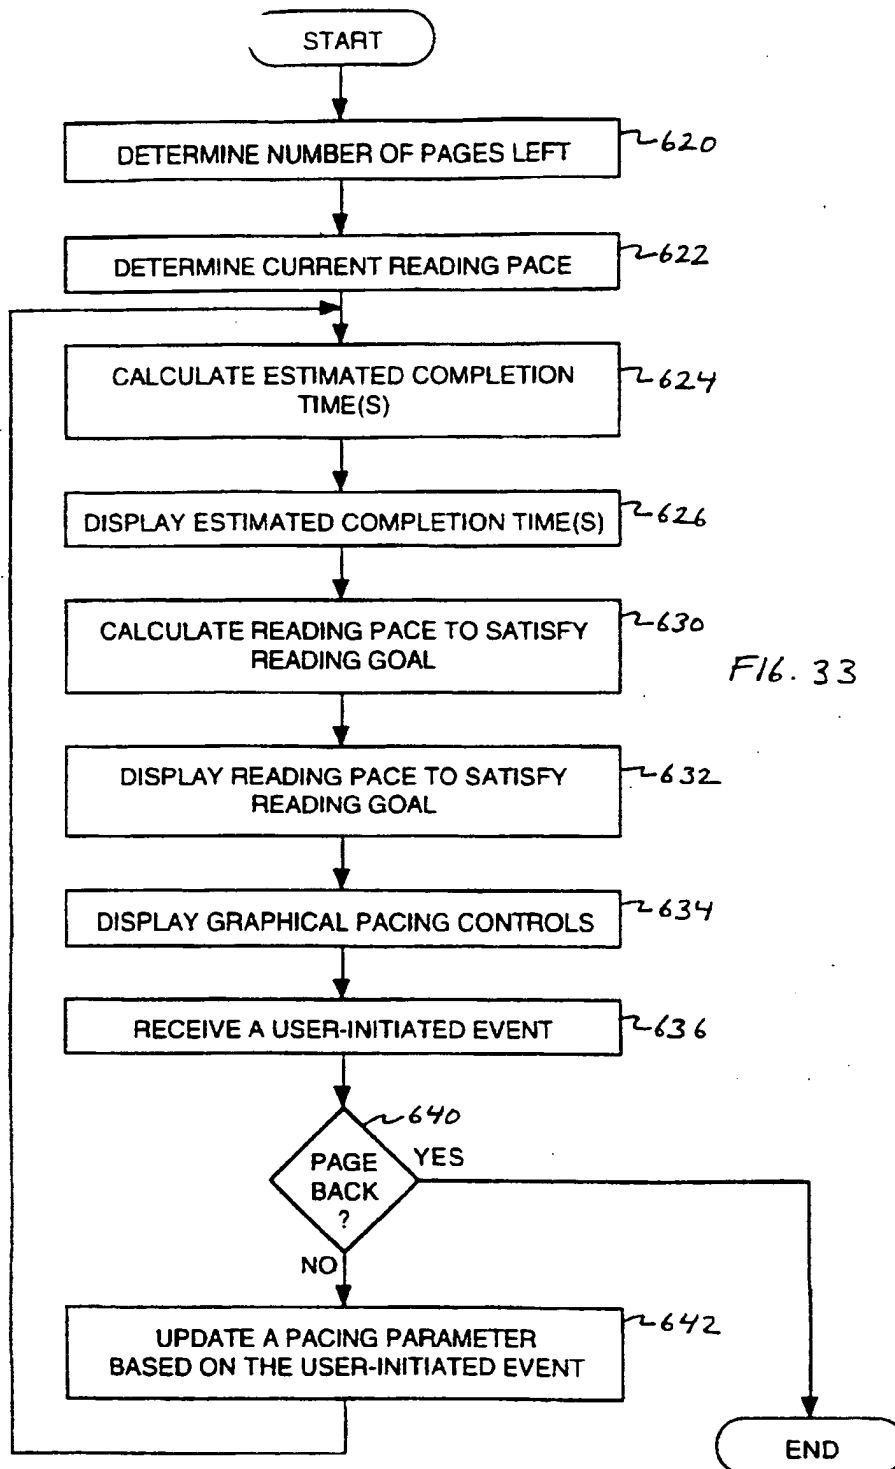 START
DETERMINE NUMBER OF PAGES LEFT
620
DETERMINE CURRENT READING PACE
622
CALCULATE ESTIMATED COMPLETION
TIME(S)
624
DISPLAY ESTIMATED COMPLETION TIME(S)
626
CALCULATE READING PACE TO SATISFY
READING GOAL
630
FIG. 33
DISPLAY READING PACE TO SATISFY
READING GOAL
632
DISPLAY GRAPHICAL PACING CONTROLS
634
RECEIVE A USER-INITIATED EVENT
636
640
PAGE
BACK
?
YES
NO
UPDATE A PACING PARAMETER
BASED ON THE USER-INITIATED EVENT
642
END